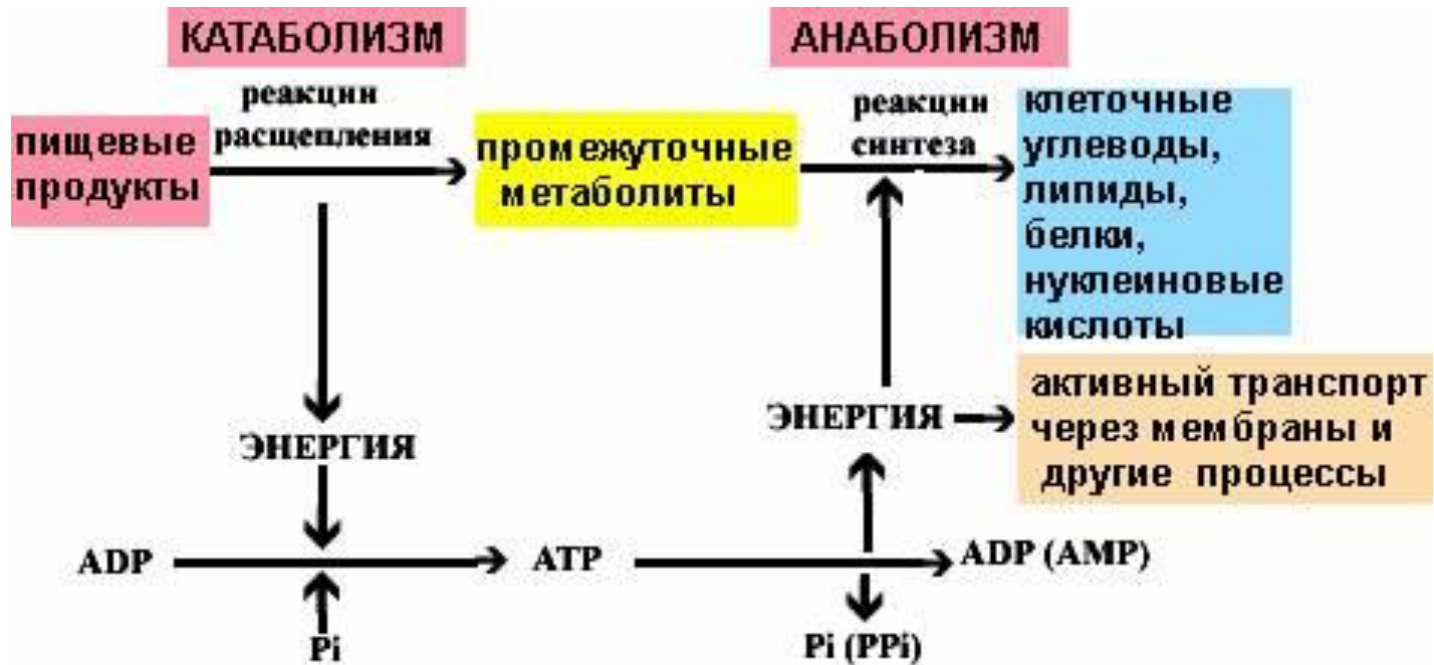 КАТАБОЛИЗМ
АНАБОЛИЗМ
реакции
расщепления
пищевые
продукты
промежуточные
метаболиты
реакции
синтеза
клеточные
углеводы,
липиды,
белки,
нуклеиновые
кислоты
ЭНЕРГИЯ
ЭНЕРГИЯ
активный транспорт
через мембраны и
другие процессы
ADP
ATP
ADP (AMP)
Pi
Pi (PPi)